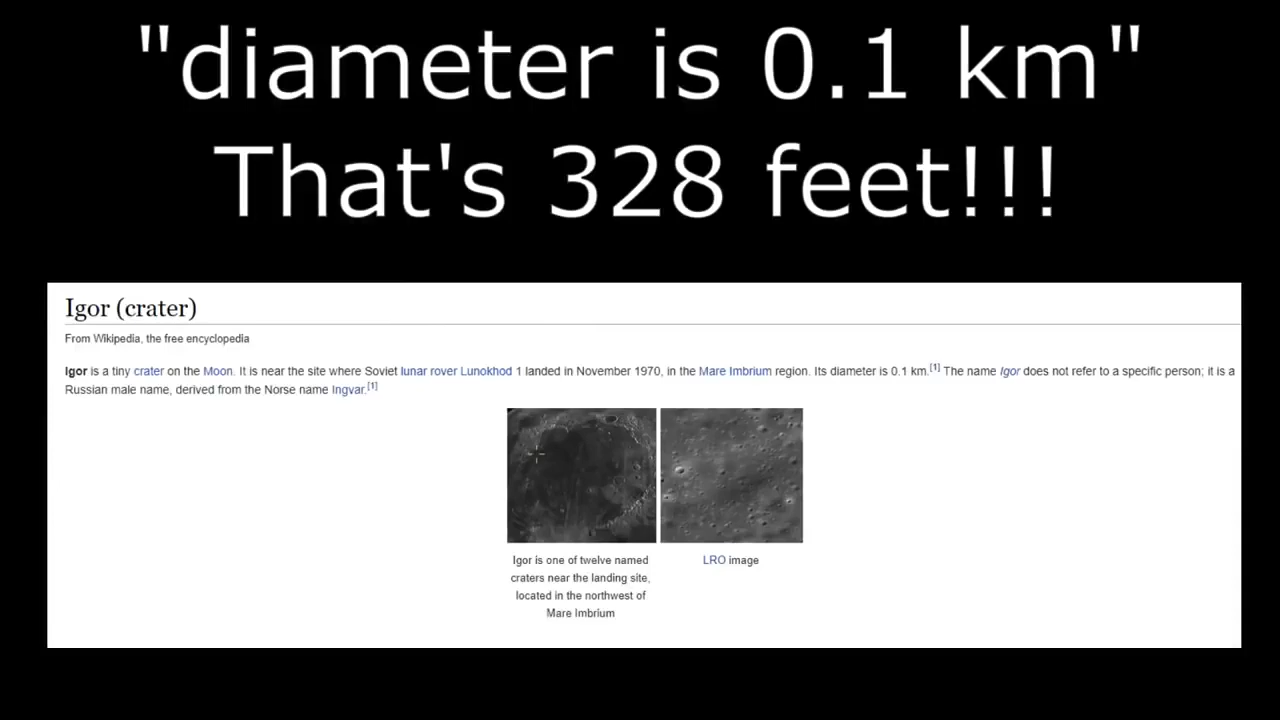 "diameter is 0.1 km"
That's 328 feet!!!
Igor (crater)
From Wikipedia, the free encyclopedia
Igor is a tiny crater on the Moon. It is near the site where Soviet lunar rover Lunokhod 1 landed in November 1970, in the Mare Imbrium region. Its diameter is 0.1 km.[1] The name Igor does not refer to a specific person; it is a
Russian male name, derived from the Norse name Ingvar.[1]
Igor is one of twelve named
craters near the landing site,
located in the northwest of
Mare Imbrium
LRO image